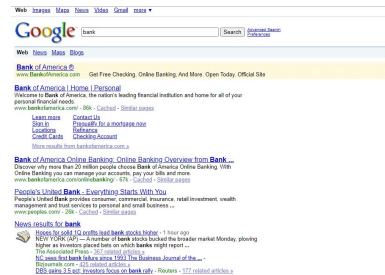 Web Images Maps News Video Gmail more ▼
Google
bank
Search
Advanced Search
Preferences
Web News Maps Blogs
Bank of America ®
www.BankofAmerica.com Get Free Checking, Online Banking, And More. Open Today. Official Site
Bank of America | Home | Personal
Welcome to Bank of America, the nation's leading financial institution and home for all of your
personal financial needs.
www.bankofamerica.com/ - 86k - Cached - Similar pages
Learn more Contact Us
Sign in Prequalify for a mortgage now
Locations Refinance
Credit Cards Checking Account
More results from bankofamerica.com »
Bank of America Online Banking: Online Banking Overview from Bank ...
Discover why more than 20 million people choose Bank of America Online Banking. With
Online Banking you can manage your accounts, pay your bills and more.
www.bankofamerica.com/onlinebanking/ - 67k - Cached - Similar pages
People's United Bank - Everything Starts With You
People's United Bank provides consumer, commercial, insurance, retail investment, wealth
management and trust services to personal and small business ...
www.peoples.com/ - 26k - Cached - Similar pages
News results for bank
Hopes for solid 1Q profits lead bank stocks higher - 1 hour ago
NEW YORK (AP) — A number of bank stocks bucked the broader market Monday, plowing
higher as investors placed bets on which banks might report ...
The Associated Press - 367 related articles »
NC sees first bank failure since 1993 The Business Journal of the ... -
Bizjournals.com - 425 related articles »
DBS gains 3.5 pct; investors focus on bank rally - Reuters - 177 related articles »